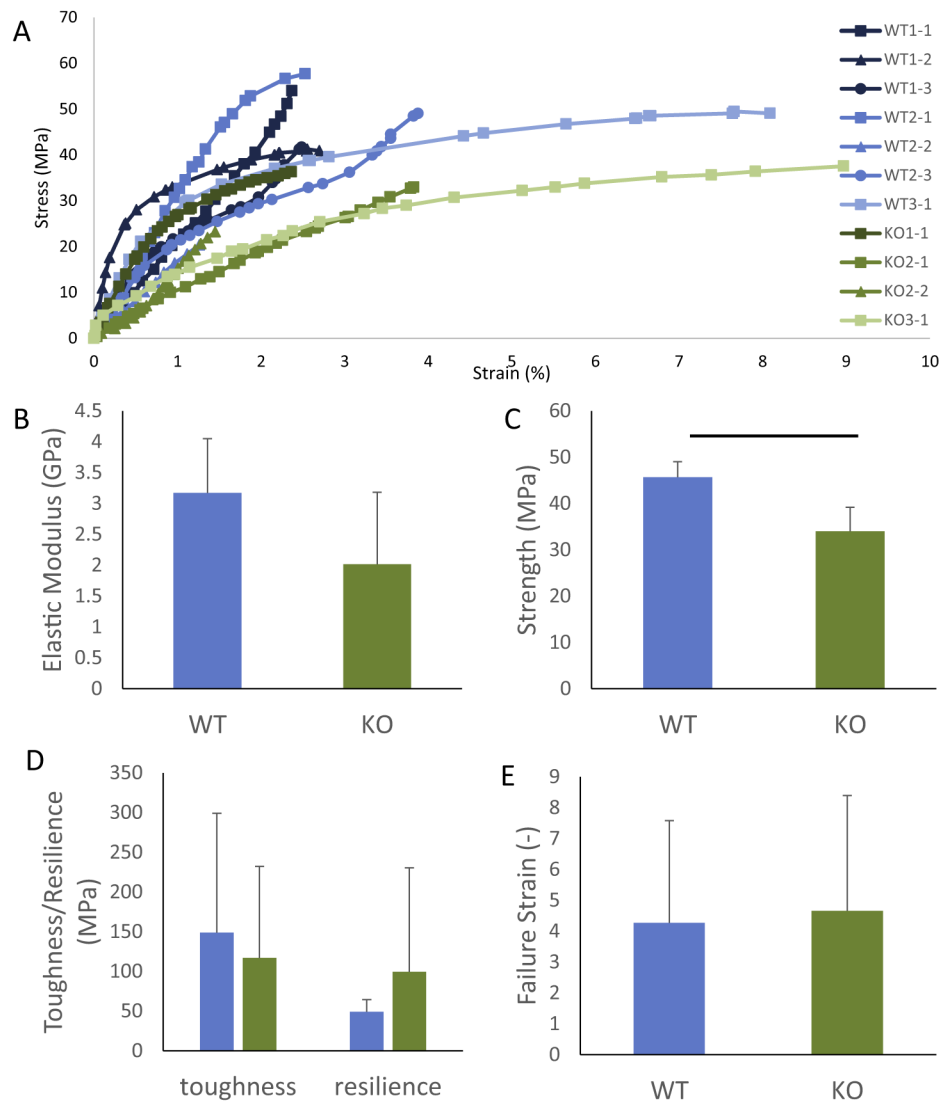 A
Stress (MPa)
70
60
50
40
30
20
10
0
0 1 2 3 4 5 6 7 8 9 10
Strain (%)
WT1-1
WT1-2
WT1-3
WT2-1
WT2-2
WT2-3
WT3-1
KO1-1
KO2-1
KO2-2
KO3-1
B
Elastic Modulus (GPa)
4.5
4
3.5
3
2.5
2
1.5
1
0.5
0
WT KO
C
Strength (MPa)
60
50
40
30
20
10
0
WT KO
D
Toughness/Resilience
(MPa)
350
300
250
200
150
100
50
0
toughness resilience
E
Failure Strain (-)
9
8
7
6
5
4
3
2
1
0
WT KO